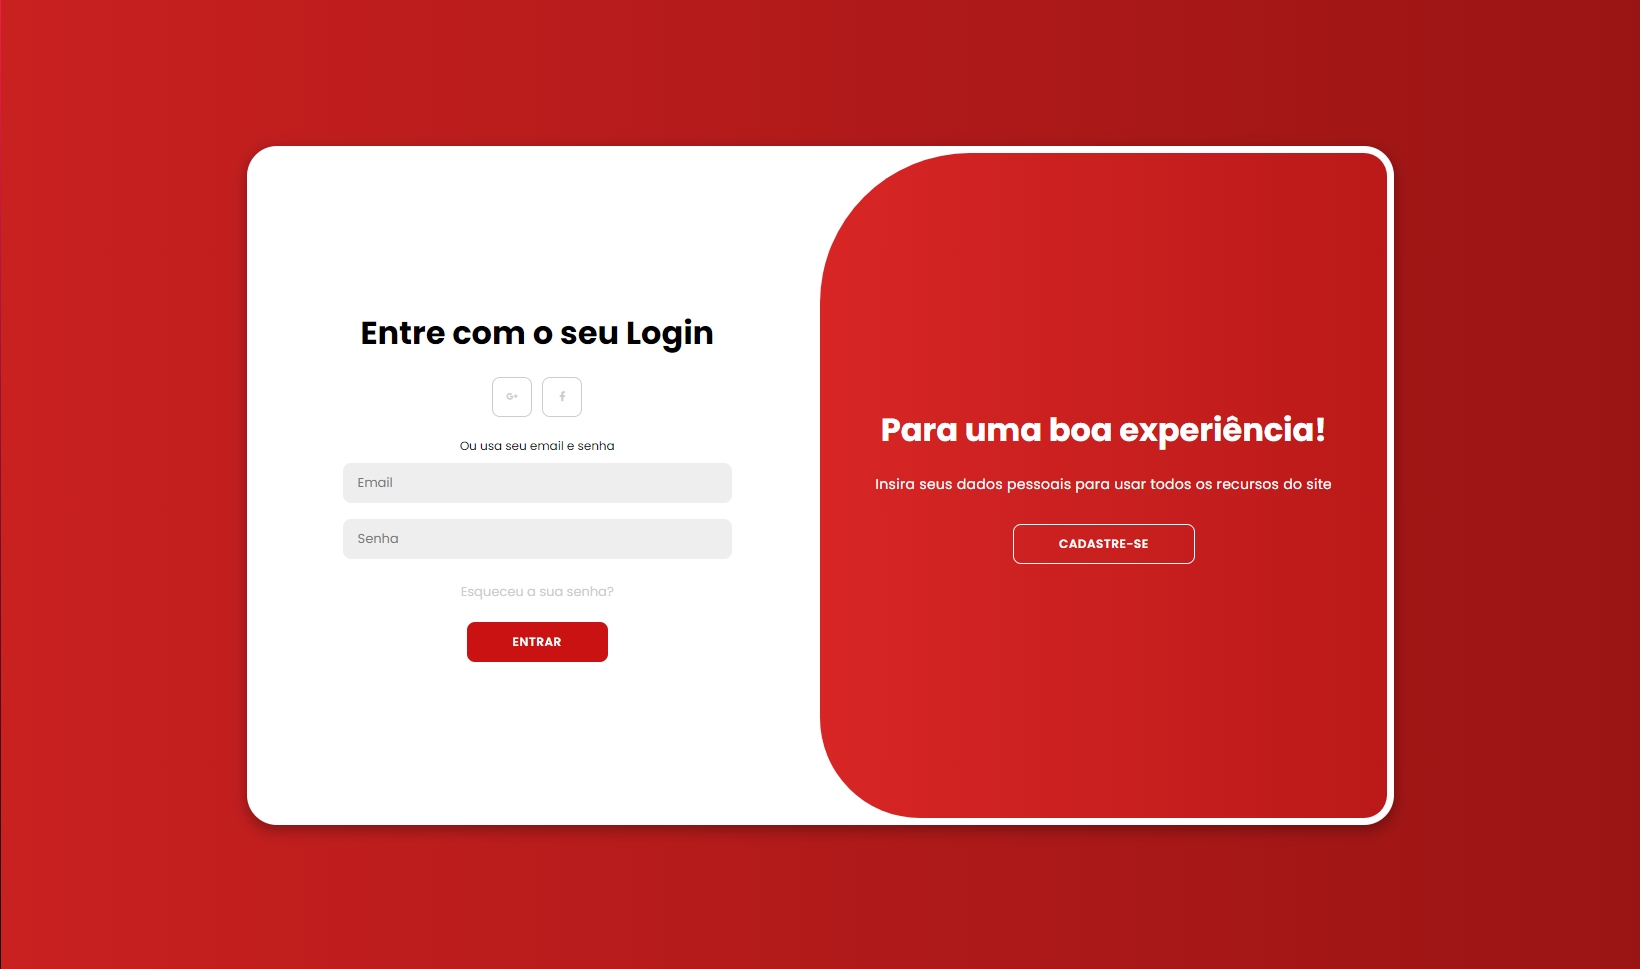 Entre com o seu Login
G+ f
Ou usa seu email e senha
Email
Senha
Esqueceu a sua senha?
ENTRAR
Para uma boa experiência!
Insira seus dados pessoais para usar todos os recursos do site
CADASTRE-SE